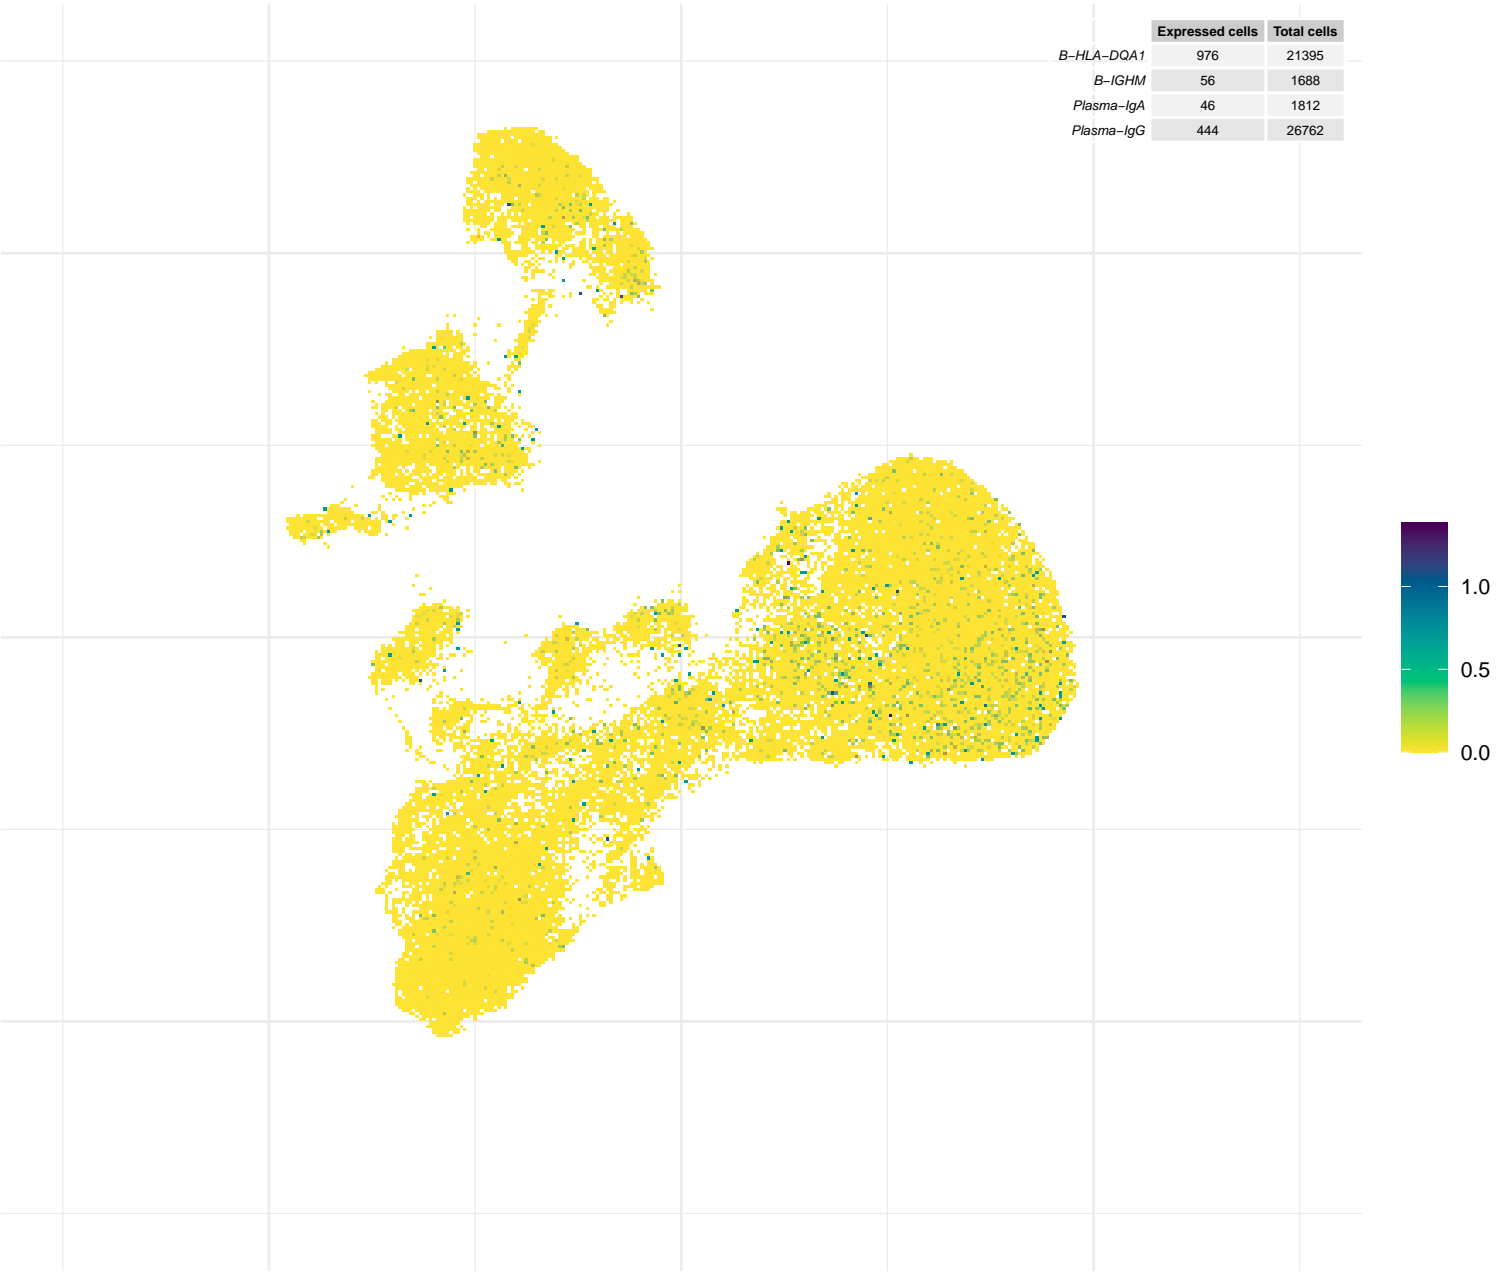 Expressed cells Total cells
B−HLA−DQA1 976 21395
B−IGHM 56 1688
Plasma−IgA 46 1812
Plasma−IgG 444 26762
1.0
0.5
0.0